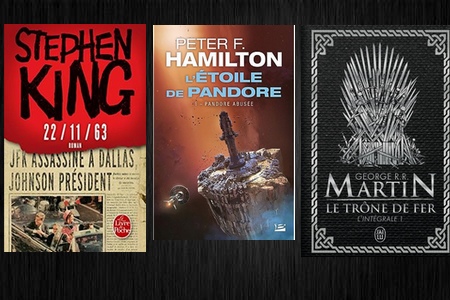 STEPHEN
KING
22/11/63
ROMAN
JFK ASSASSINÉ À DALLAS,
JOHNSON PRÉSIDENT
Le Livre
de Poche
PETER F.
HAMILTON
L'ÉTOILE
DE PANDORE
1 - PANDORE ABUSÉE
GEORGE R.R.
MARTIN
LE TRÔNE DE FER
L'INTÉGRALE 1
J'AI
LU